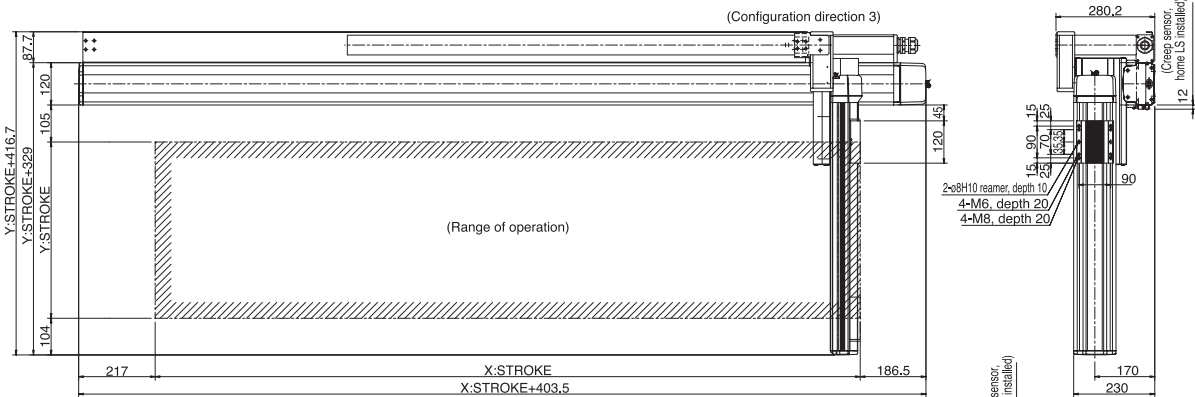 (Configuration direction 3)
280.2
(Creep sensor,
home LS installed)
87.7
120
105
45
120
12
15
25
90
70
35.35
15
25
90
2-ø8H10 reamer, depth 10
4-M6, depth 20
4-M8, depth 20
Y:STROKE+416.7
Y:STROKE+329
Y:STROKE
(Range of operation)
104
217
X:STROKE
186.5
X:STROKE+403.5
sensor,
installed)
170
230